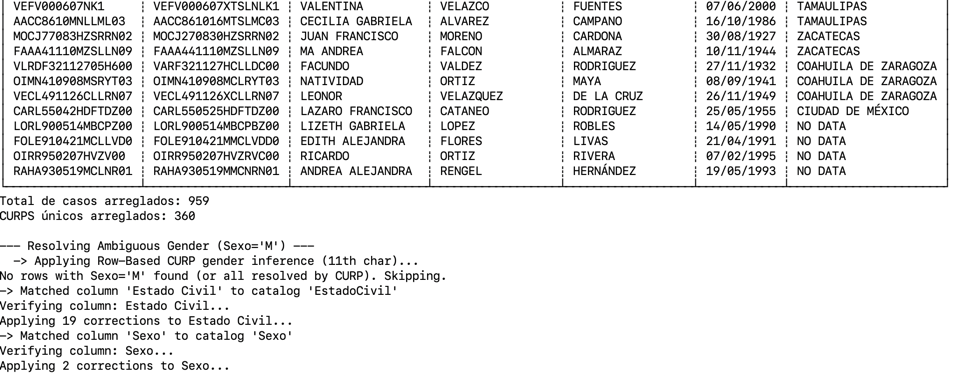 VEFV000607NK1 ¦ VEFV000607XTSLNLK7 ¦ VALENTINA ¦ VELAZCO ¦ FUENTES ¦ 07/06/2000 ¦ TAMAULIPAS
AACC8610MNLLML03 ¦ AACC861016MTSLMC03 ¦ CECILIA GABRIELA ¦ ALVAREZ ¦ CAMPANO ¦ 16/10/1986 ¦ TAMAULIPAS
MOCJ77083HZSRRN02 ¦ MOCJ270830HZSRRN02 ¦ JUAN FRANCISCO ¦ MORENO ¦ CARDONA ¦ 30/08/1927 ¦ ZACATECAS
FAAA41110MZSLLN09 ¦ FAAA441110MZSLLN09 ¦ MA ANDREA ¦ FALCON ¦ ALMARAZ ¦ 10/11/1944 ¦ ZACATECAS
VLRDF32112705H600 ¦ VARF321127HCLLDC00 ¦ FACUNDO ¦ VALDEZ ¦ RODRIGUEZ ¦ 27/11/1932 ¦ COAHUILA DE ZARAGOZA
OIMN410908MSRYT03 ¦ OIMN410908MCLRYT03 ¦ NATIVIDAD ¦ ORTIZ ¦ MAYA ¦ 08/09/1941 ¦ COAHUILA DE ZARAGOZA
VECL491126CLLRN07 ¦ VECL491126XCLLRN07 ¦ LEONOR ¦ VELAZQUEZ ¦ DE LA CRUZ ¦ 26/11/1949 ¦ COAHUILA DE ZARAGOZA
CARL55042HDFTDZ00 ¦ CARL550525HDFTDZ00 ¦ LAZARO FRANCISCO ¦ CATANEO ¦ RODRIGUEZ ¦ 25/05/1955 ¦ CIUDAD DE MÉXICO
LORL900514MBCPZ00 ¦ LORL900514MBCPBZ00 ¦ LIZETH GABRIELA ¦ LOPEZ ¦ ROBLES ¦ 14/05/1990 ¦ NO DATA
FOLE910421MCLLVD0 ¦ FOLE910421MMCLVDD0 ¦ EDITH ALEJANDRA ¦ FLORES ¦ LIVAS ¦ 21/04/1991 ¦ NO DATA
OIRR950207HVZV00 ¦ OIRR950207HVZRVC00 ¦ RICARDO ¦ ORTIZ ¦ RIVERA ¦ 07/02/1995 ¦ NO DATA
RAHA930519MCLNR01 ¦ RAHA930519MMCNRN01 ¦ ANDREA ALEJANDRA ¦ RENGEL ¦ HERNÁNDEZ ¦ 19/05/1993 ¦ NO DATA
Total de casos arreglados: 959
CURPS únicos arreglados: 360
--- Resolving Ambiguous Gender (Sexo='M') ---
-> Applying Row-Based CURP gender inference (11th char)...
No rows with Sexo='M' found (or all resolved by CURP). Skipping.
-> Matched column 'Estado Civil' to catalog 'EstadoCivil'
Verifying column: Estado Civil...
Applying 19 corrections to Estado Civil...
-> Matched column 'Sexo' to catalog 'Sexo'
Verifying column: Sexo...
Applying 2 corrections to Sexo...